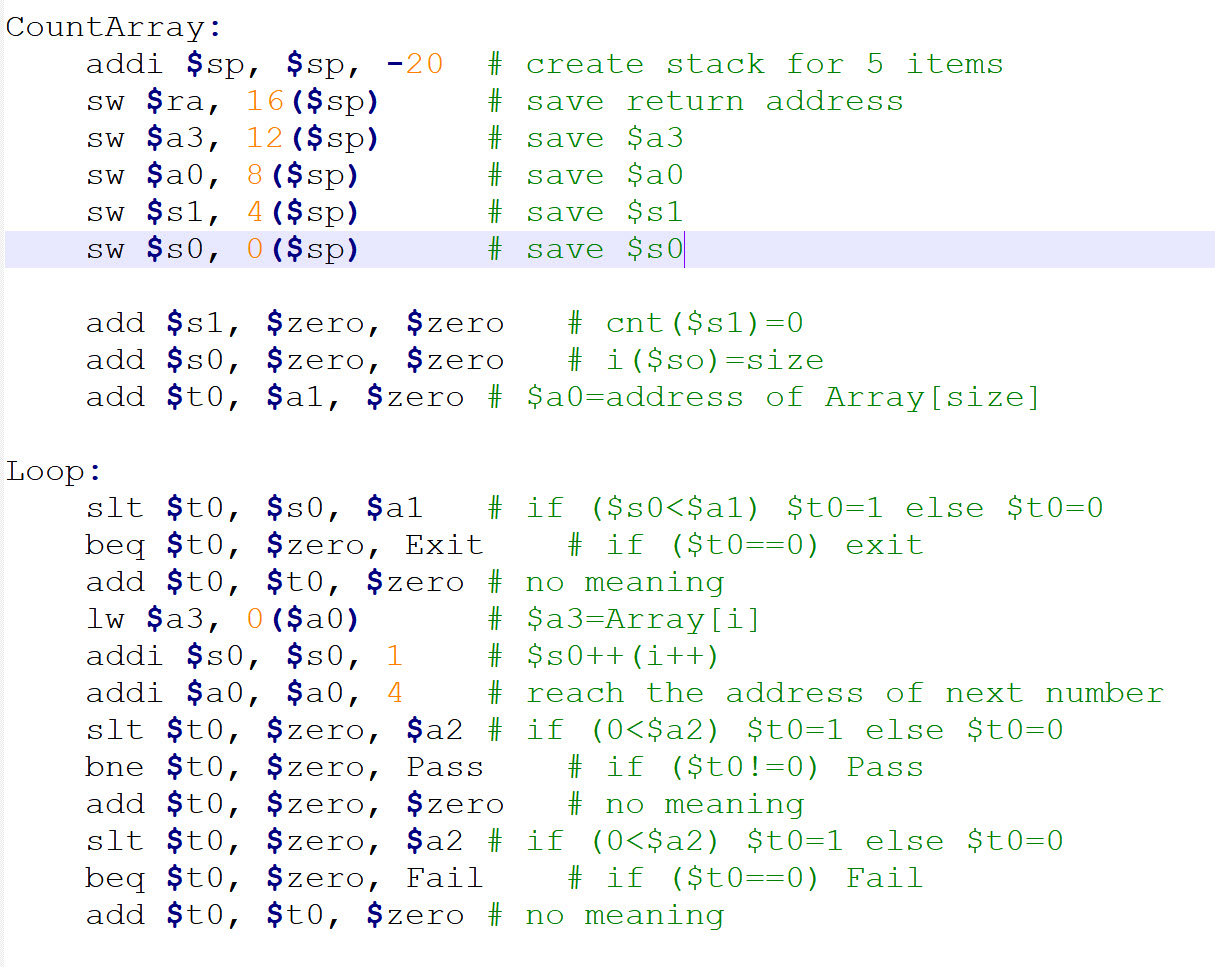 CountArray:
addi $sp, $sp, -20 # create stack for 5 items
sw $ra, 16($sp) # save return address
sw $a3, 12($sp) # save $a3
sw $a0, 8($sp) # save $a0
sw $s1, 4($sp) # save $s1
sw $s0, 0($sp) # save $s0
add $s1, $zero, $zero # cnt($s1)=0
add $s0, $zero, $zero # i($so)=size
add $t0, $a1, $zero # $a0=address of Array[size]
Loop:
slt $t0, $s0, $a1 # if ($s0<$a1) $t0=1 else $t0=0
beq $t0, $zero, Exit # if ($t0==0) exit
add $t0, $t0, $zero # no meaning
lw $a3, 0($a0) # $a3=Array[i]
addi $s0, $s0, 1 # $s0++(i++)
addi $a0, $a0, 4 # reach the address of next number
slt $t0, $zero, $a2 # if (0<$a2) $t0=1 else $t0=0
bne $t0, $zero, Pass # if ($t0!=0) Pass
add $t0, $zero, $zero # no meaning
slt $t0, $zero, $a2 # if (0<$a2) $t0=1 else $t0=0
beq $t0, $zero, Fail # if ($t0==0) Fail
add $t0, $t0, $zero # no meaning